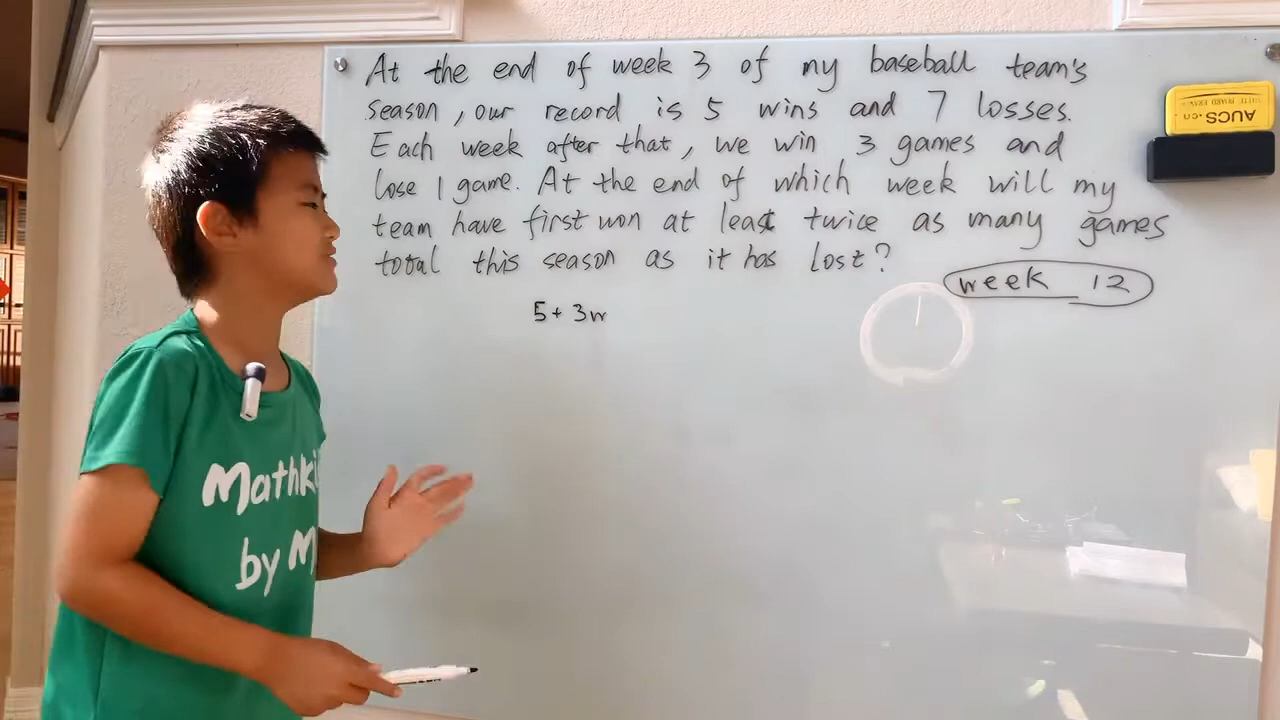 At the end of week 3 of my baseball team's
season, our record is 5 wins and 7 losses.
Each week after that, we win 3 games and
lose 1 game. At the end of which week will my
team have first won at least twice as many games
total this season as it has lost?
week 12
5+ 3w
AUCS.cn
Mathki
by M